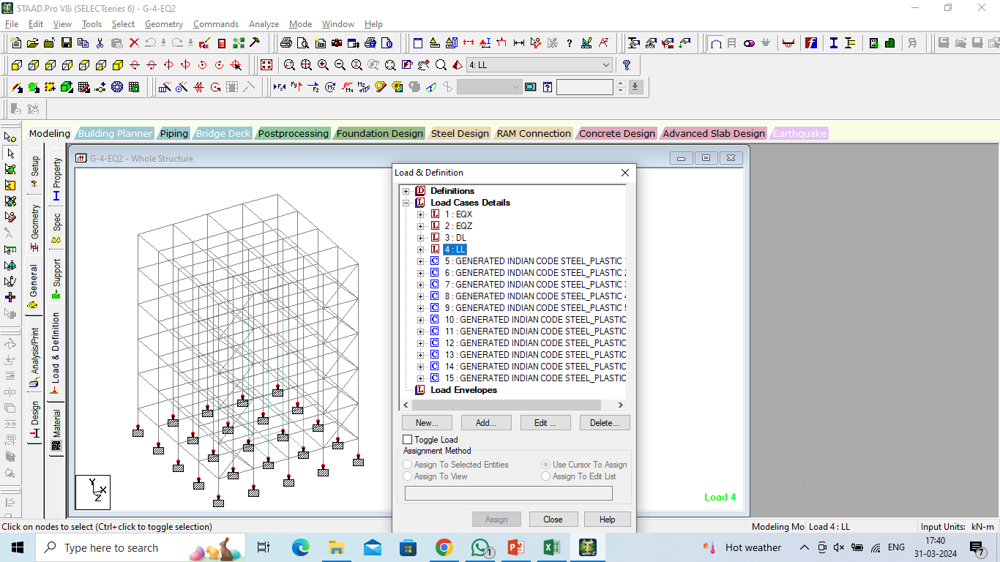 STAAD.Pro V8i (SELECTseries 6) - G-4-EQ2
File Edit View Tools Select Geometry Commands Analyze Mode Window Help
4: LL
Modeling Building Planner Piping Bridge Deck Postprocessing Foundation Design Steel Design RAM Connection Concrete Design Advanced Slab Design Earthquake
Setup
Geometry
General
Analysis/Print
Design
Property
Spec
Support
Load & Definition
Material
G-4-EQ2 - Whole Structure
Load & Definition
Definitions
Load Cases Details
1 : EQX
2 : EQZ
3 : DL
4 : LL
5 : GENERATED INDIAN CODE STEEL_PLASTIC 1
6 : GENERATED INDIAN CODE STEEL_PLASTIC 2
7 : GENERATED INDIAN CODE STEEL_PLASTIC 3
8 : GENERATED INDIAN CODE STEEL_PLASTIC 4
9 : GENERATED INDIAN CODE STEEL_PLASTIC 5
10 : GENERATED INDIAN CODE STEEL_PLASTIC
11 : GENERATED INDIAN CODE STEEL_PLASTIC
12 : GENERATED INDIAN CODE STEEL_PLASTIC
13 : GENERATED INDIAN CODE STEEL_PLASTIC
14 : GENERATED INDIAN CODE STEEL_PLASTIC
15 : GENERATED INDIAN CODE STEEL_PLASTIC
Load Envelopes
New... Add... Edit ... Delete...
Toggle Load
Assignment Method
Assign To Selected Entities Use Cursor To Assign
Assign To View Assign To Edit List
Assign Close Help
Y
X
Z
Load 4
Click on nodes to select (Ctrl+click to toggle selection) Modeling Mo Load 4 : LL Input Units: kN-m
Type here to search
1
Hot weather ENG 17:40
31-03-2024
7